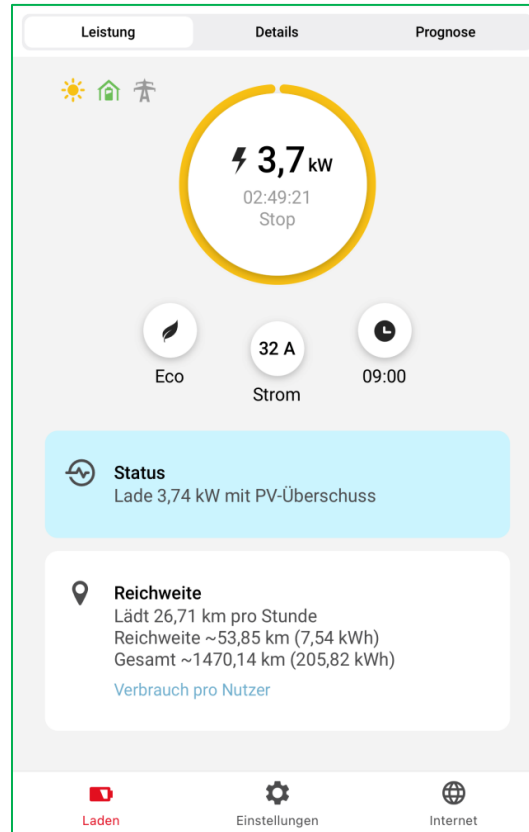 Leistung Details Prognose
3,7 kW
02:49:21
Stop
Eco
32 A
Strom
09:00
Status
Lade 3,74 kW mit PV-Überschuss
Reichweite
Lädt 26,71 km pro Stunde
Reichweite ~53,85 km (7,54 kWh)
Gesamt ~1470,14 km (205,82 kWh)
Verbrauch pro Nutzer
Laden Einstellungen Internet